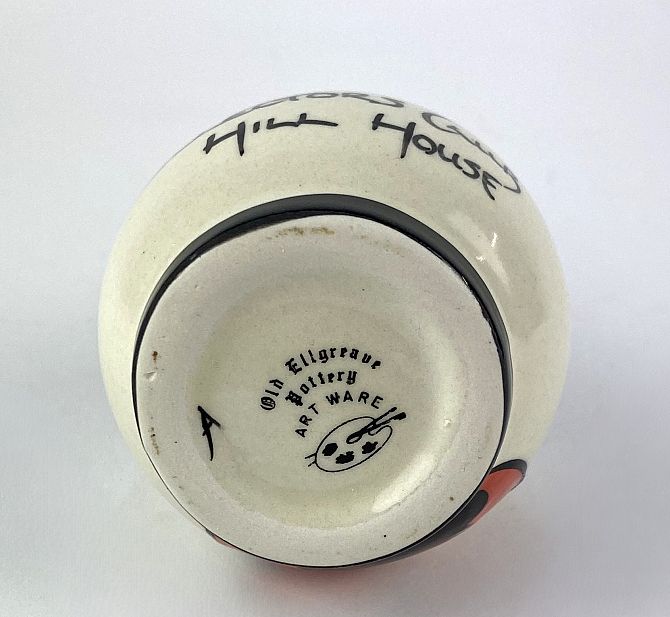 HILL HOUSE
Old Ellgreave
Pottery
ART WARE
A